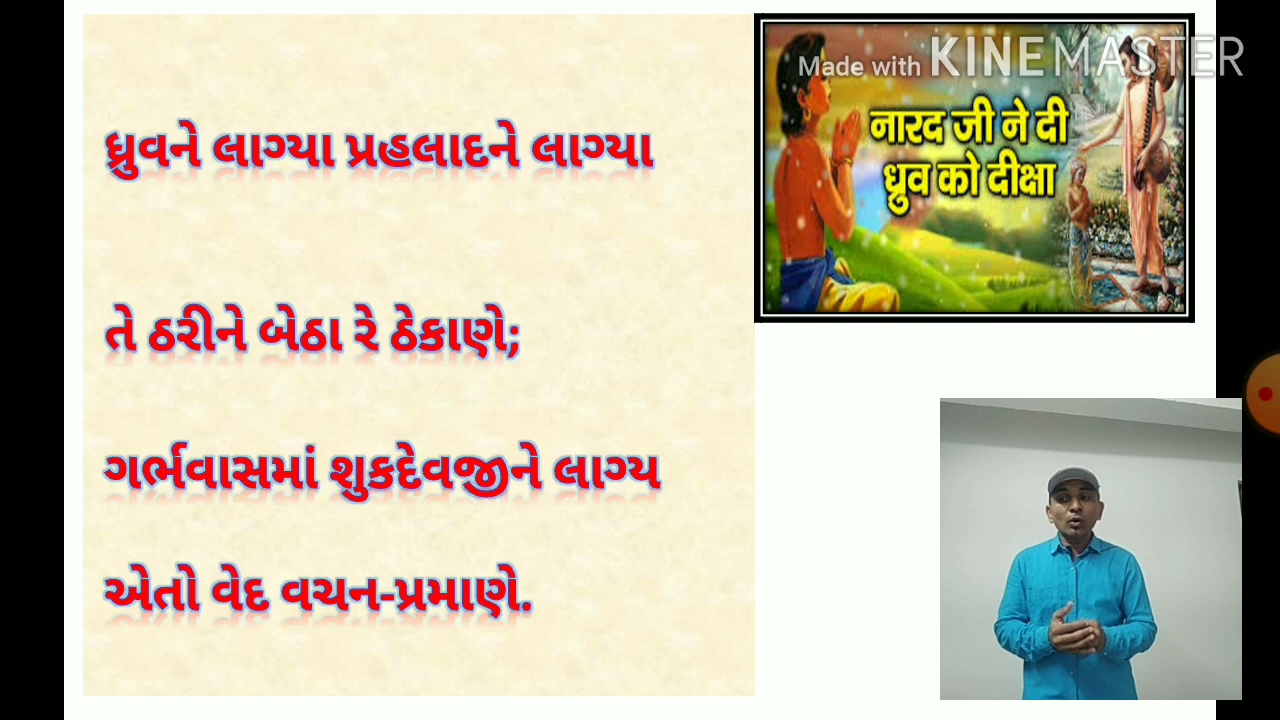 ધ્રુવને લાગ્યા પ્રહલાદને લાગ્યા
તે ઠરીને બેઠા રે ઠેકાણે;
ગર્ભવાસમાં શુકદેવજીને લાગ્ય
એતો વેદ વચન-પ્રમાણે.
Made with KINEMASTER
नारद जी ने दी
ध्रुव को दीक्षा